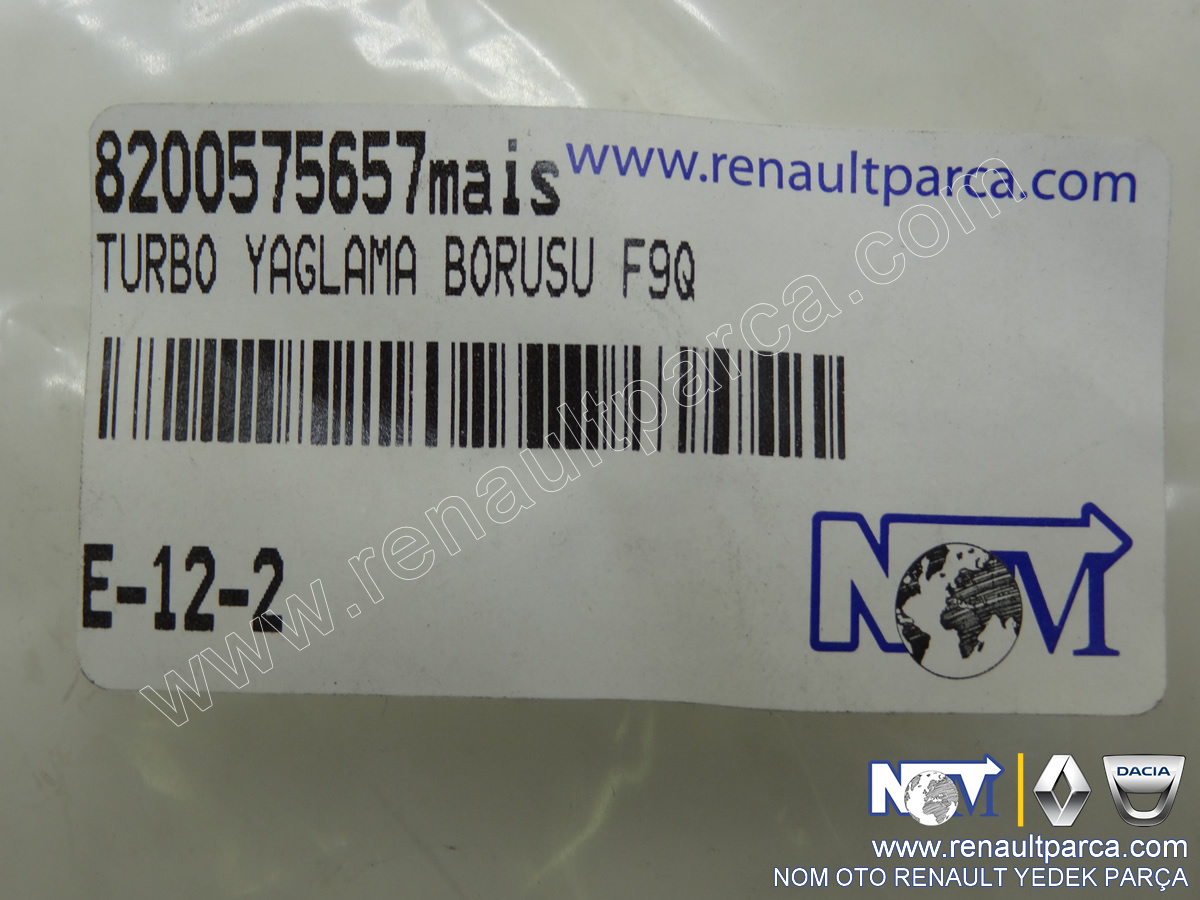 8200575657mais www.renaultparca.com
TURBO YAGLAMA BORUSU F9Q
www.renaultparca.com
E-12-2
NOM
NOM
DACIA
www.renaultparca.com
NOM OTO RENAULT YEDEK PARÇA